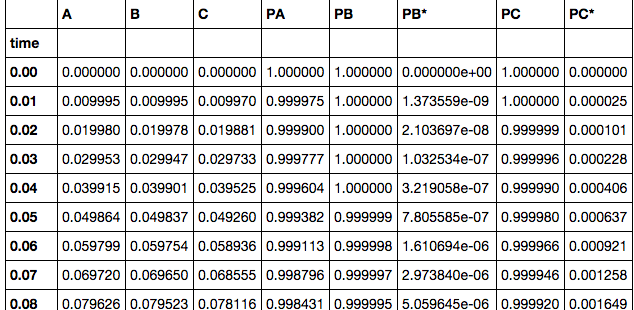 A B C PA PB PB* PC PC*
time
0.00 0.000000 0.000000 0.000000 1.000000 1.000000 0.000000e+00 1.000000 0.000000
0.01 0.009995 0.009995 0.009970 0.999975 1.000000 1.373559e-09 1.000000 0.000025
0.02 0.019980 0.019978 0.019881 0.999900 1.000000 2.103697e-08 0.999999 0.000101
0.03 0.029953 0.029947 0.029733 0.999777 1.000000 1.032534e-07 0.999996 0.000228
0.04 0.039915 0.039901 0.039525 0.999604 1.000000 3.219058e-07 0.999990 0.000406
0.05 0.049864 0.049837 0.049260 0.999382 0.999999 7.805585e-07 0.999980 0.000637
0.06 0.059799 0.059754 0.058936 0.999113 0.999998 1.610694e-06 0.999966 0.000921
0.07 0.069720 0.069650 0.068555 0.998796 0.999997 2.973840e-06 0.999946 0.001258
0.08 0.079626 0.079523 0.078116 0.998431 0.999995 5.059645e-06 0.999920 0.001649